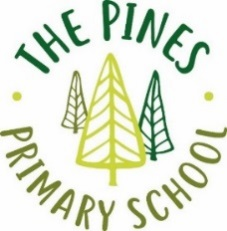 THE PINES
PRIMARY SCHOOL